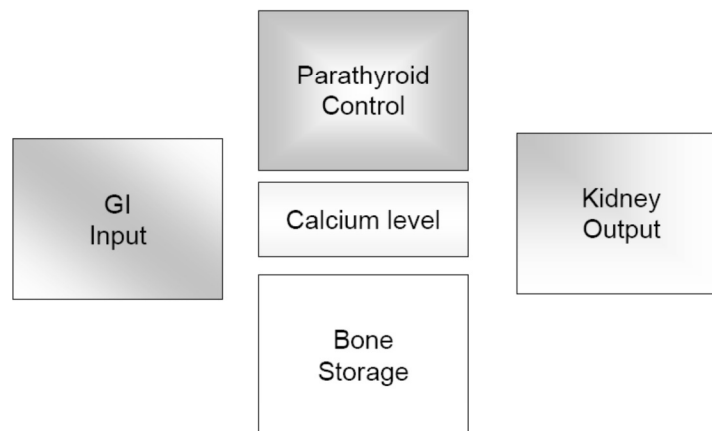 Parathyroid
Control
GI
Input
Calcium level
Kidney
Output
Bone
Storage